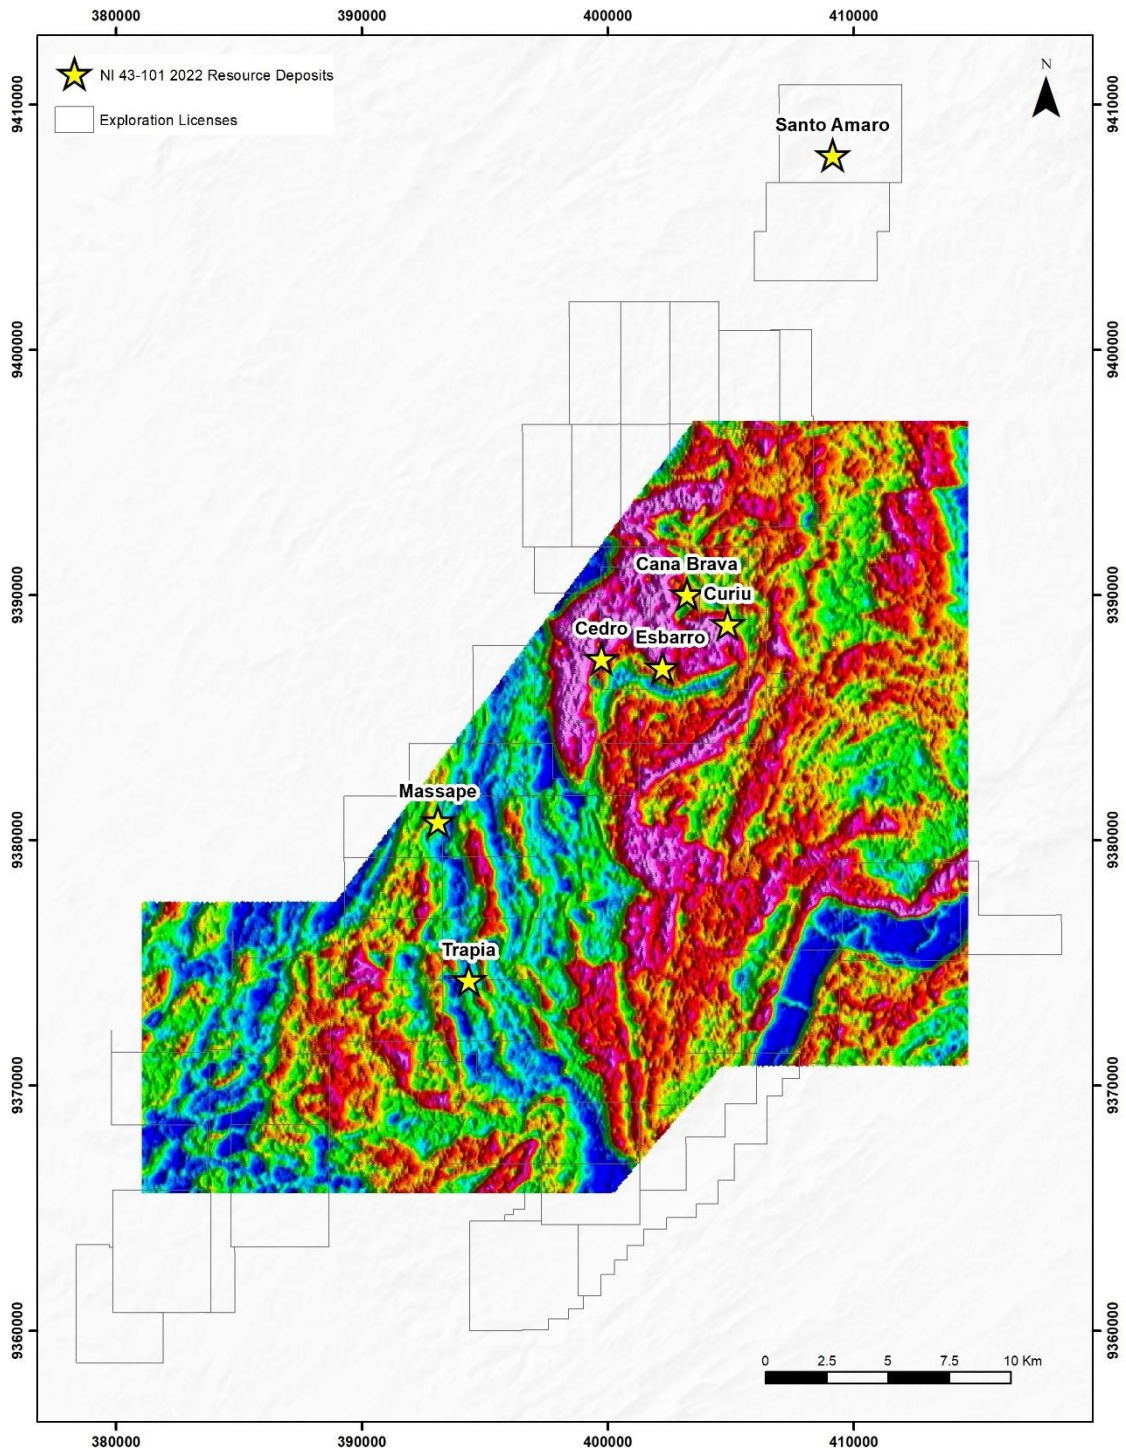 380000 390000 400000 410000
NI 43-101 2022 Resource Deposits
Exploration Licenses
N
9410000 9410000
Santo Amaro
9400000 9400000
Cana Brava
9390000 9390000
Curiu
Cedro
Esbarro
Massape
9380000 9380000
Trapia
9370000 9370000
9360000 9360000
0 2.5 5 7.5 10 Km
380000 390000 400000 410000